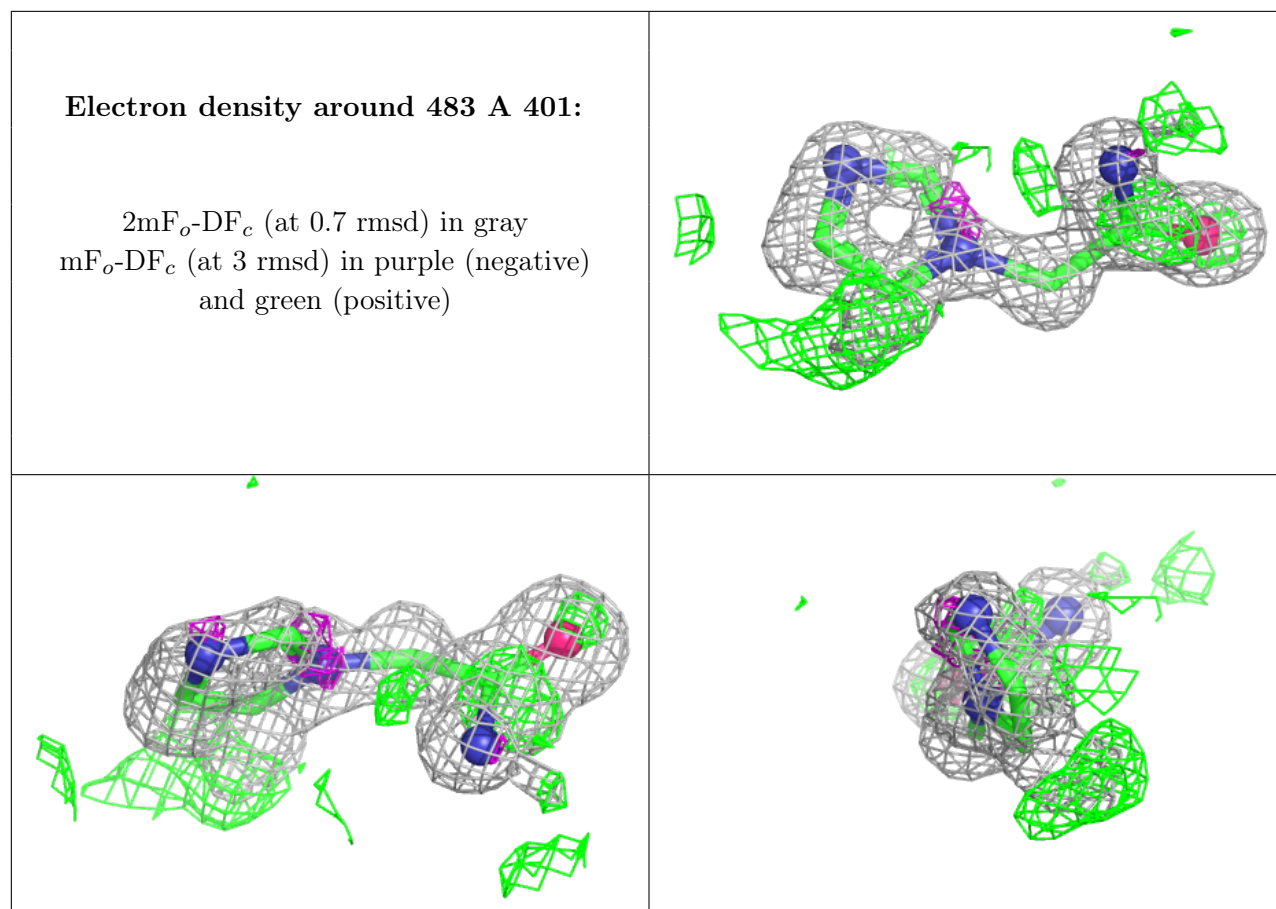 Electron density around 483 A 401:
2mFo-DFc (at 0.7 rmsd) in gray
mFo-DFc (at 3 rmsd) in purple (negative)
and green (positive)